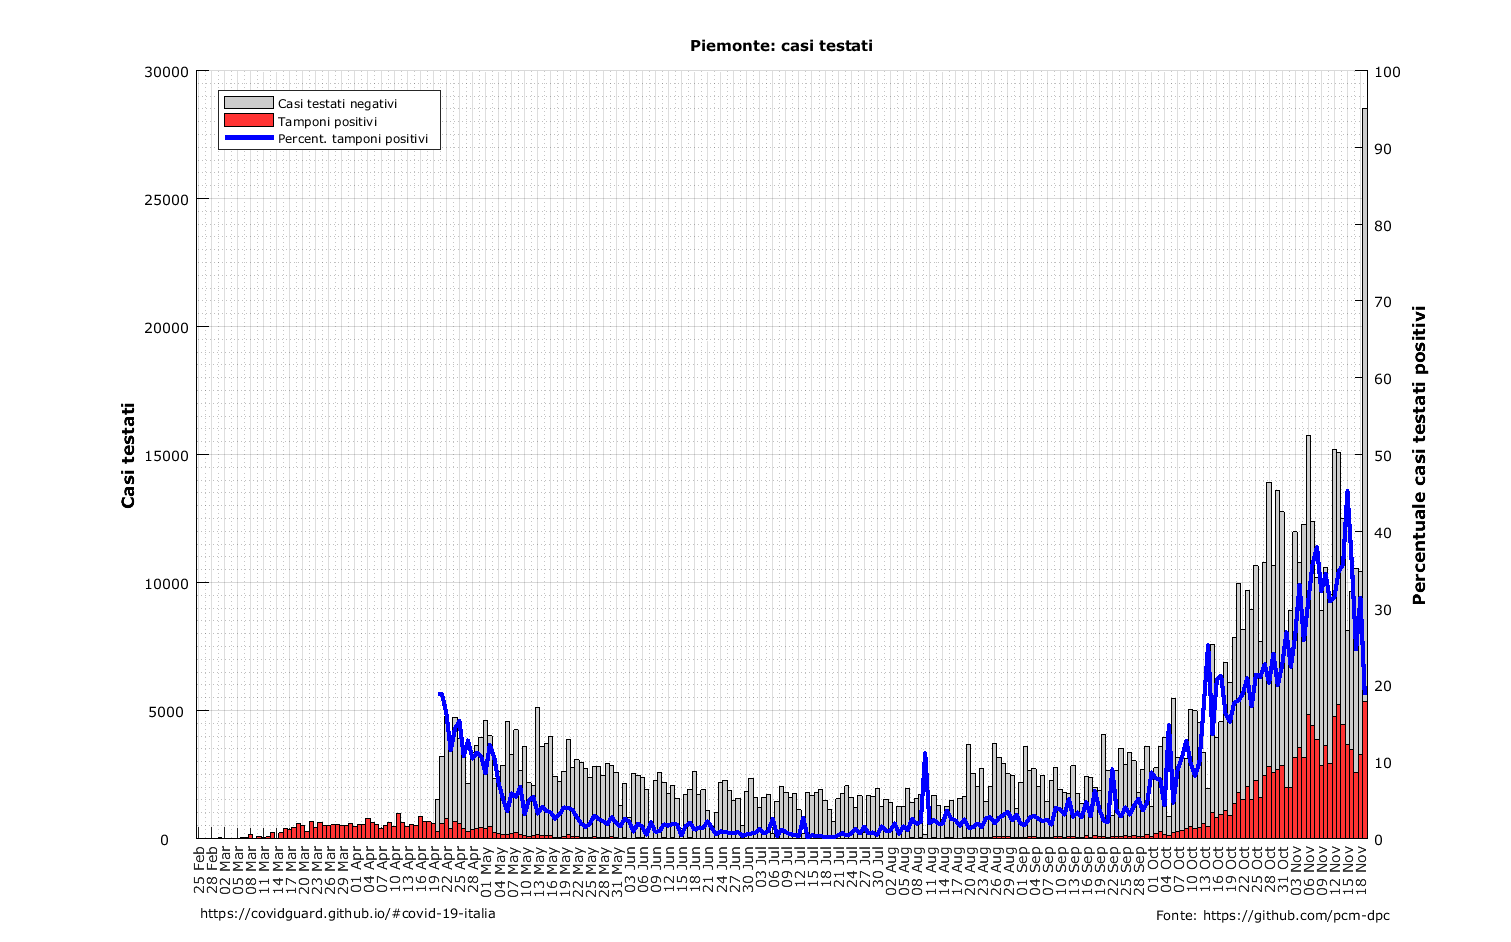 Piemonte: casi testati
30000
25000
20000
15000
10000
5000
0
100
90
80
70
60
50
40
30
20
10
0
Casi testati
Percentuale casi testati positivi
Casi testati negativi
Tamponi positivi
Percent. tamponi positivi
25 Feb
28 Feb
02 Mar
05 Mar
08 Mar
11 Mar
14 Mar
17 Mar
20 Mar
23 Mar
26 Mar
29 Mar
01 Apr
04 Apr
07 Apr
10 Apr
13 Apr
16 Apr
19 Apr
22 Apr
25 Apr
28 Apr
01 May
04 May
07 May
10 May
13 May
16 May
19 May
22 May
25 May
28 May
31 May
03 Jun
06 Jun
09 Jun
12 Jun
15 Jun
18 Jun
21 Jun
24 Jun
27 Jun
30 Jun
03 Jul
06 Jul
09 Jul
12 Jul
15 Jul
18 Jul
21 Jul
24 Jul
27 Jul
30 Jul
02 Aug
05 Aug
08 Aug
11 Aug
14 Aug
17 Aug
20 Aug
23 Aug
26 Aug
29 Aug
01 Sep
04 Sep
07 Sep
10 Sep
13 Sep
16 Sep
19 Sep
22 Sep
25 Sep
28 Sep
01 Oct
04 Oct
07 Oct
10 Oct
13 Oct
16 Oct
19 Oct
22 Oct
25 Oct
28 Oct
31 Oct
03 Nov
06 Nov
09 Nov
12 Nov
15 Nov
18 Nov
https://covidguard.github.io/#covid-19-italia
Fonte: https://github.com/pcm-dpc